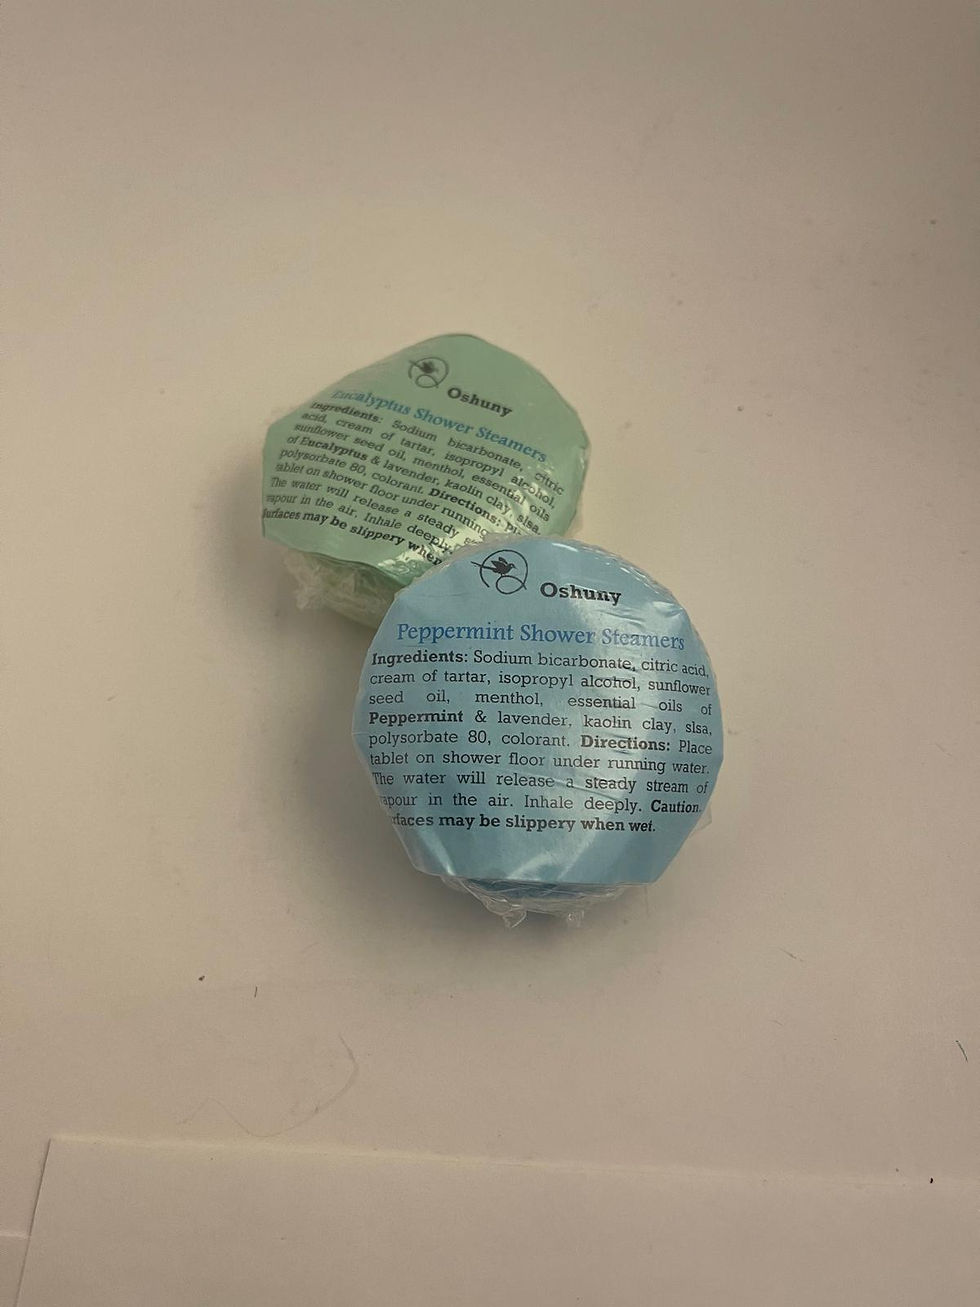 Oshuny
Eucalyptus Shower Steamers
Ingredients: Sodium bicarbonate, citric
acid, cream of tartar, isopropyl alcohol,
sunflower seed oil, menthol, essential oils
of Eucalyptus & lavender, kaolin clay, slsa,
polysorbate 80, colorant. Directions:
tablet on shower floor under running
The water will release a steady
vapour in the air. Inhale deeply.
surfaces may be slippery when
Oshuny
Peppermint Shower Steamers
Ingredients: Sodium bicarbonate, citric acid,
cream of tartar, isopropyl alcohol, sunflower
seed oil, menthol, essential oils of
Peppermint & lavender, kaolin clay, slsa,
polysorbate 80, colorant. Directions: Place
tablet on shower floor under running water.
The water will release a steady stream of
vapour in the air. Inhale deeply. Caution.
rfaces may be slippery when wet.